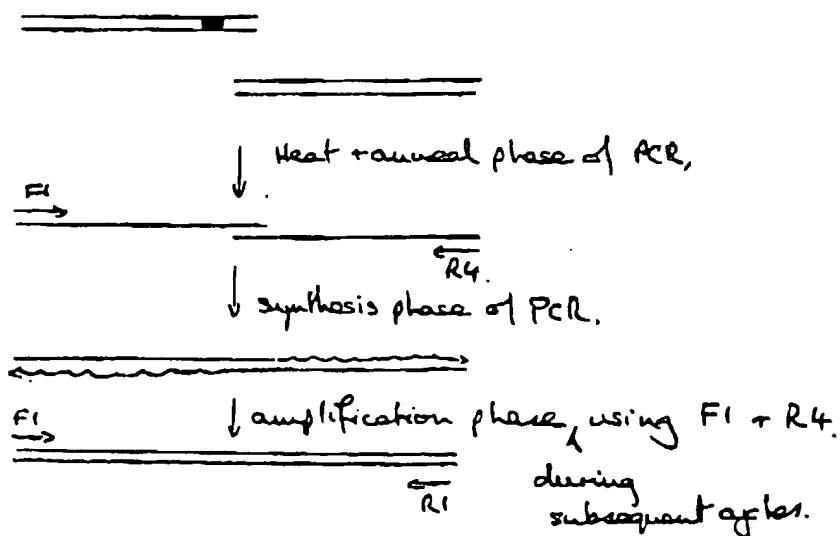 Heat + anneal phase of PCR,
F1
R4.
synthesis phase of PCR.
F1
amplification phase, using F1 + R4.
R1
during
subsequent cycles.